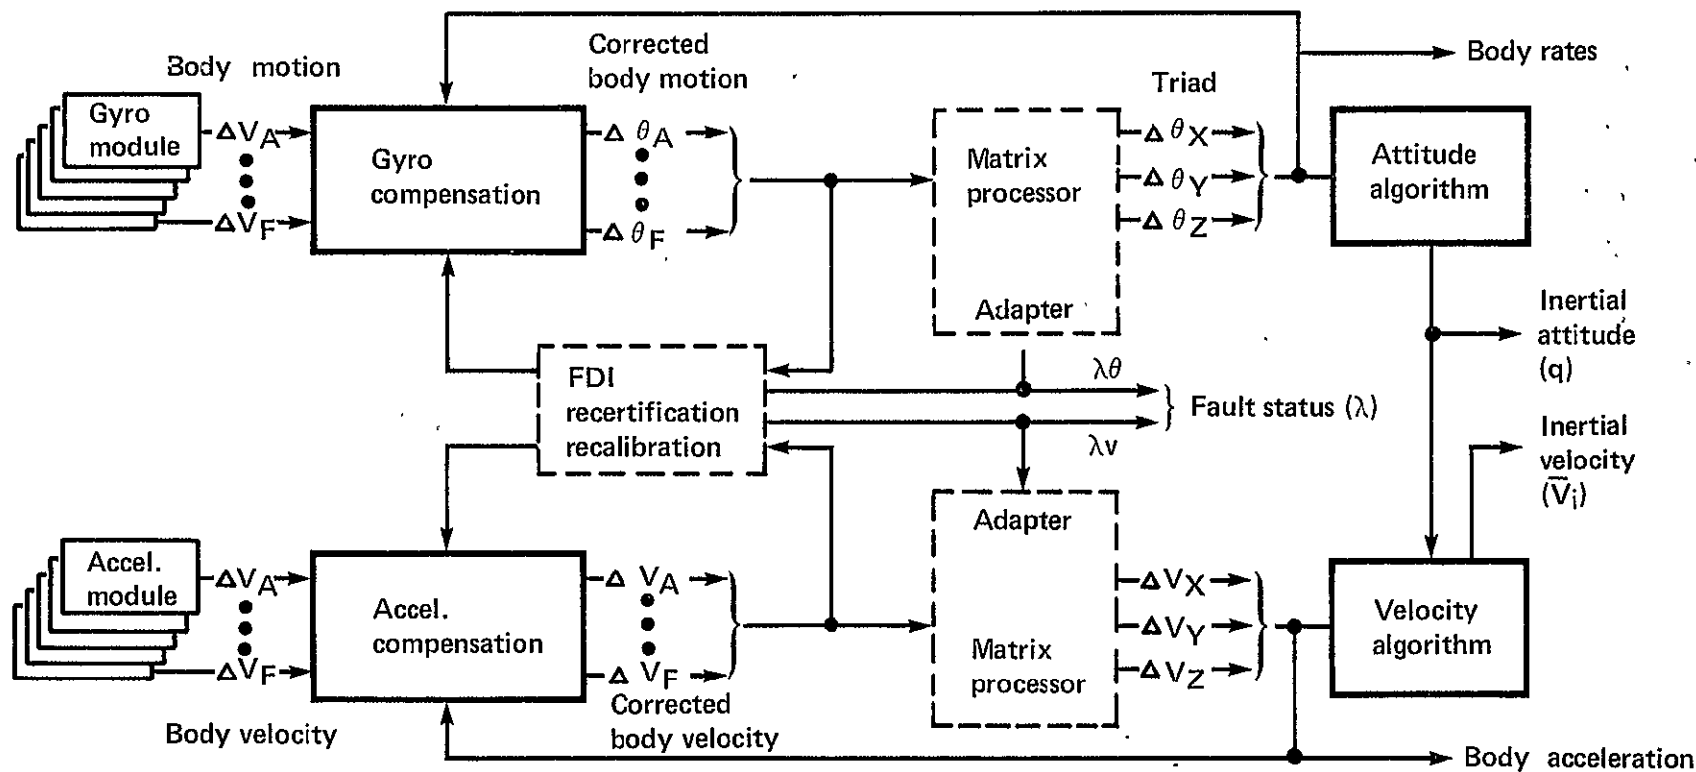 Body motion
Corrected
body motion
Body rates
Triad
Gyro
module
ΔVA
ΔVF
Gyro
compensation
Δ θA
Δ θF
Matrix
processor
Adapter
Δ θX
Δ θY
Δ θZ
Attitude
algorithm
Inertial
attitude
(q)
FDI
recertification
recalibration
λθ
λv
Fault status (λ)
Inertial
velocity
(V̅i)
Accel.
module
ΔVA
ΔVF
Body velocity
Accel.
compensation
Δ VA
Δ VF
Corrected
body velocity
Adapter
Matrix
processor
ΔVX
ΔVY
ΔVZ
Velocity
algorithm
Body acceleration